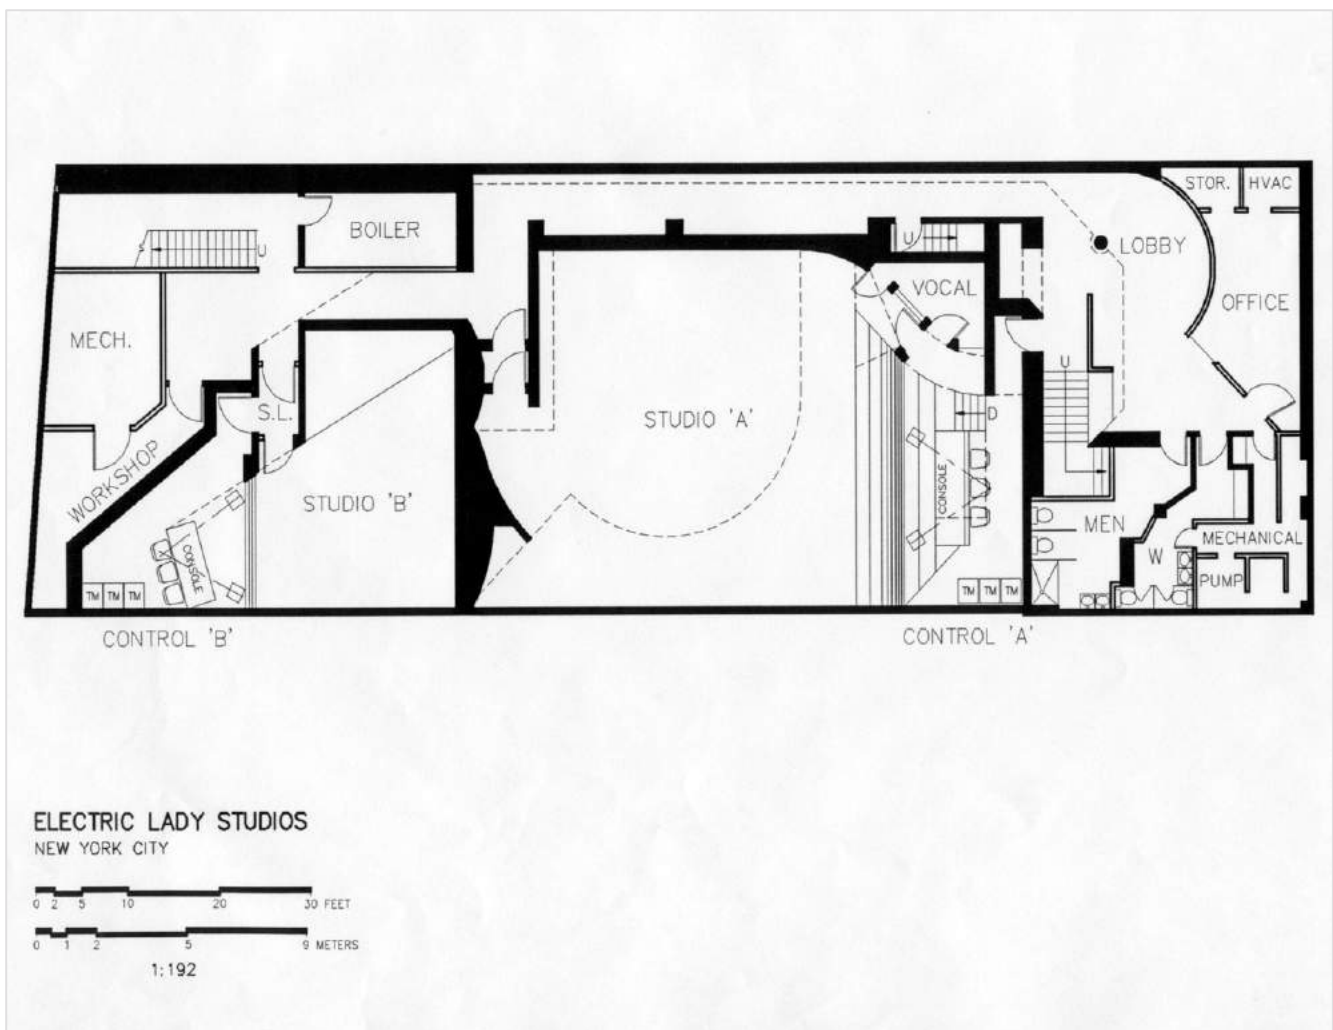 STOR.
HVAC
BOILER
U
U
LOBBY
VOCAL
OFFICE
MECH.
U
S.L.
STUDIO 'A'
D
WORKSHOP
STUDIO 'B'
CONSOLE
MEN
MECHANICAL
W
CONSOLE
PUMP
TM TM TM
TM TM TM
CONTROL 'B'
CONTROL 'A'
ELECTRIC LADY STUDIOS
NEW YORK CITY
0 2 5 10 20 30 FEET
0 1 2 5 9 METERS
1:192